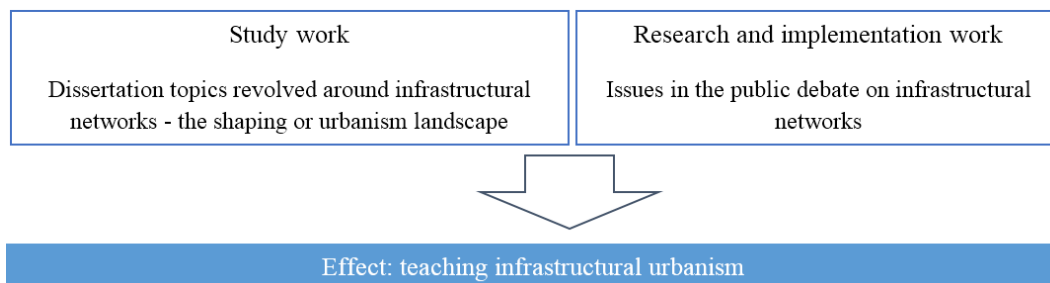 Study work
Dissertation topics revolved around infrastructural
networks - the shaping or urbanism landscape
Research and implementation work
Issues in the public debate on infrastructural
networks
Effect: teaching infrastructural urbanism